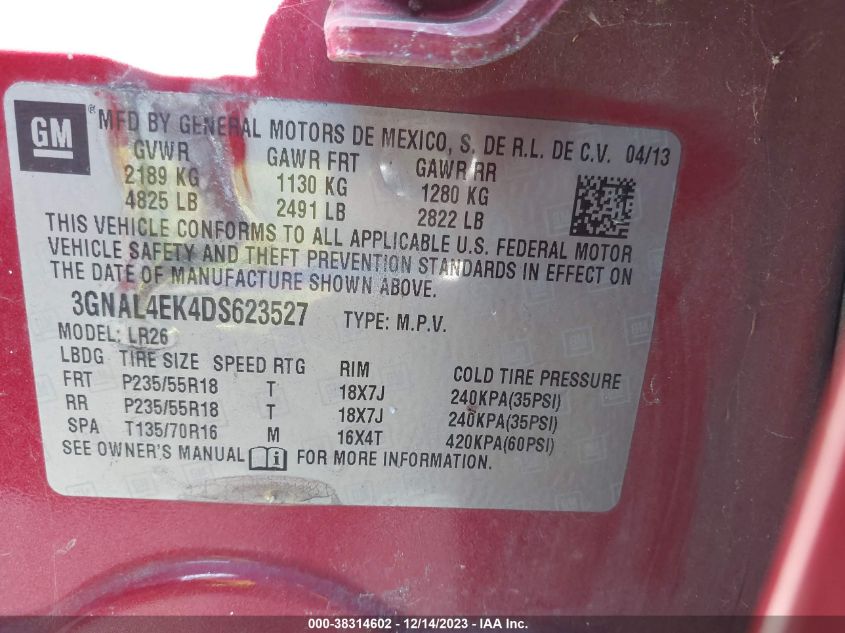 GM ® MFD BY GENERAL MOTORS DE MEXICO, S. DE R.L. DE C.V. 04/13
GVWR GAWR FRT GAWR RR
2189 KG 1130 KG 1280 KG
4825 LB 2491 LB 2822 LB
THIS VEHICLE CONFORMS TO ALL APPLICABLE U.S. FEDERAL MOTOR
VEHICLE SAFETY AND THEFT PREVENTION STANDARDS IN EFFECT ON
THE DATE OF MANUFACTURE SHOWN ABOVE.
3GNAL4EK4DS623527 TYPE: M.P.V.
MODEL: LR26
LBDG TIRE SIZE SPEED RTG RIM COLD TIRE PRESSURE
FRT P235/55R18 T 18X7J 240KPA(35PSI)
RR P235/55R18 T 18X7J 240KPA(35PSI)
SPA T135/70R16 M 16X4T 420KPA(60PSI)
SEE OWNER'S MANUAL i FOR MORE INFORMATION.
000-38314602 - 12/14/2023 - IAA Inc.